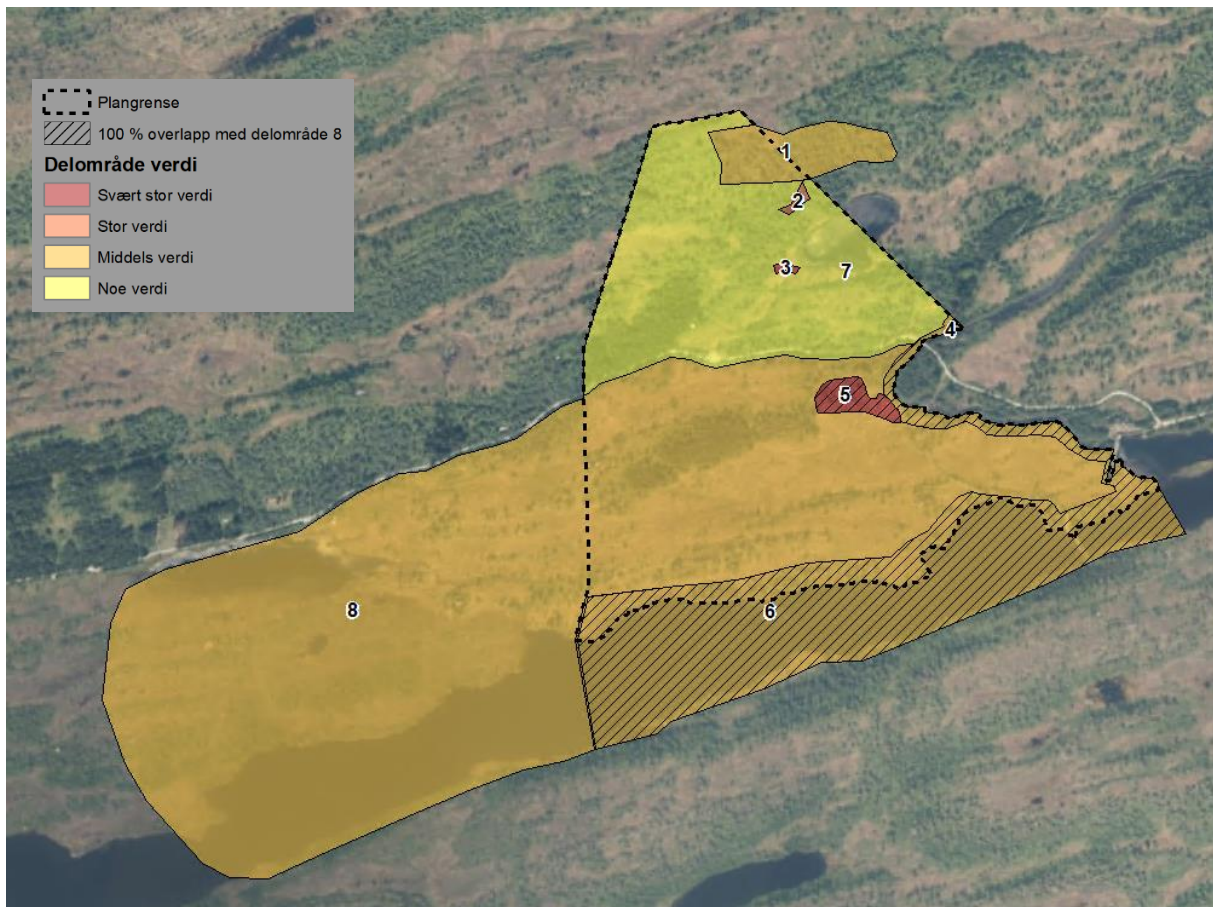 Plangrense
100 % overlapp med delområde 8
Delområde verdi
Svært stor verdi
Stor verdi
Middels verdi
Noe verdi
1
2
3
7
4
5
8
6